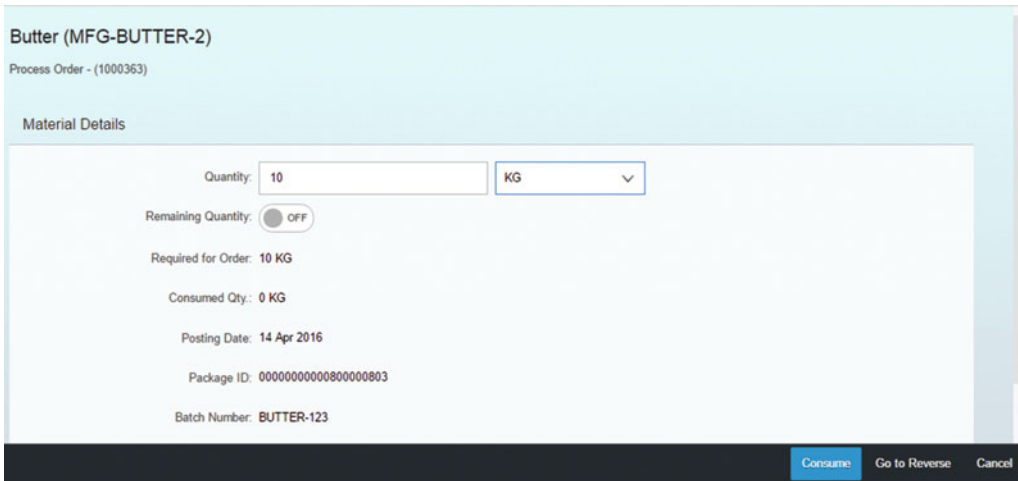 Butter (MFG-BUTTER-2)
Process Order - (1000363)
Material Details
Quantity: 10 KG
Remaining Quantity: OFF
Required for Order: 10 KG
Consumed Qty.: 0 KG
Posting Date: 14 Apr 2016
Package ID: 00000000000800000803
Batch Number: BUTTER-123
Consume Go to Reverse Cancel